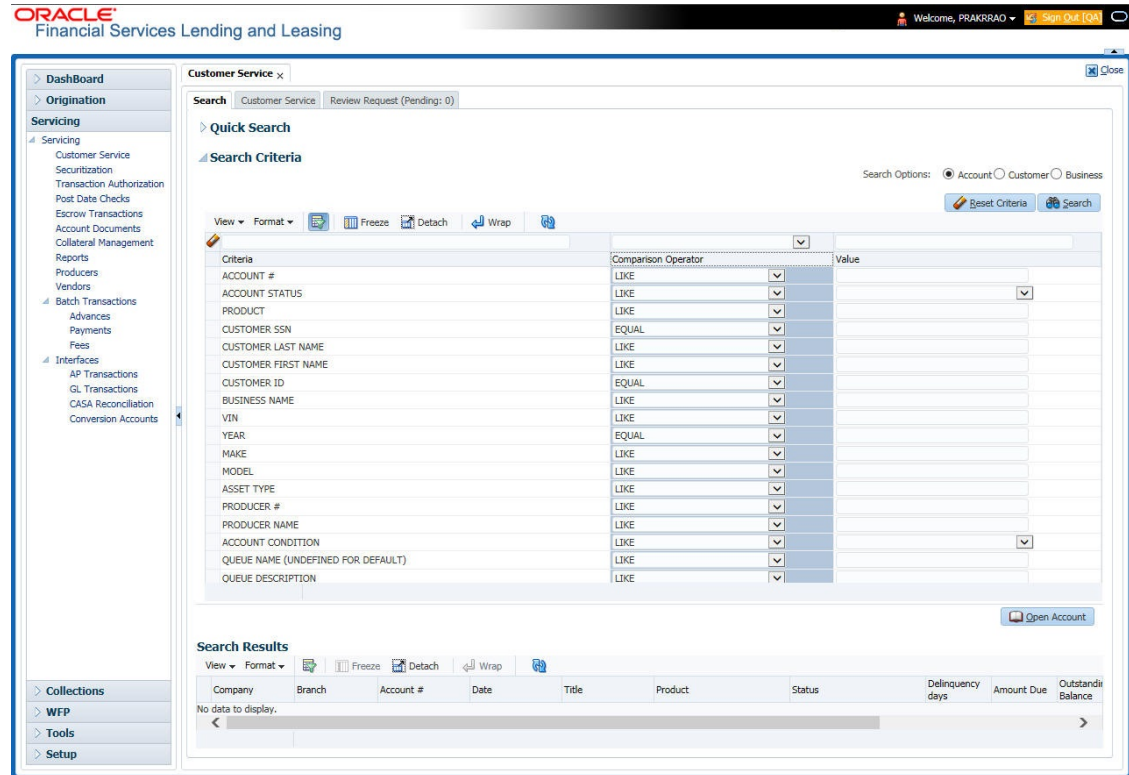 ORACLE
Financial Services Lending and Leasing
Welcome, PRAKRRAO
Sign Out [QA]
DashBoard
Origination
Servicing
Servicing
Customer Service
Securitization
Transaction Authorization
Post Date Checks
Escrow Transactions
Account Documents
Collateral Management
Reports
Producers
Vendors
Batch Transactions
Advances
Payments
Fees
Interfaces
AP Transactions
GL Transactions
CASA Reconciliation
Conversion Accounts
Collections
WFP
Tools
Setup
Customer Service
Close
Search Customer Service Review Request (Pending: 0)
Quick Search
Search Criteria
Search Options: Account Customer Business
Reset Criteria Search
View Format Freeze Detach Wrap
Criteria Comparison Operator Value
ACCOUNT # LIKE
ACCOUNT STATUS LIKE
PRODUCT LIKE
CUSTOMER SSN EQUAL
CUSTOMER LAST NAME LIKE
CUSTOMER FIRST NAME LIKE
CUSTOMER ID EQUAL
BUSINESS NAME LIKE
VIN LIKE
YEAR EQUAL
MAKE LIKE
MODEL LIKE
ASSET TYPE LIKE
PRODUCER # LIKE
PRODUCER NAME LIKE
ACCOUNT CONDITION LIKE
QUEUE NAME (UNDEFINED FOR DEFAULT) LIKE
QUEUE DESCRIPTION LIKE
Open Account
Search Results
View Format Freeze Detach Wrap
Company Branch Account # Date Title Product Status Delinquency days Amount Due Outstandin Balance
No data to display.